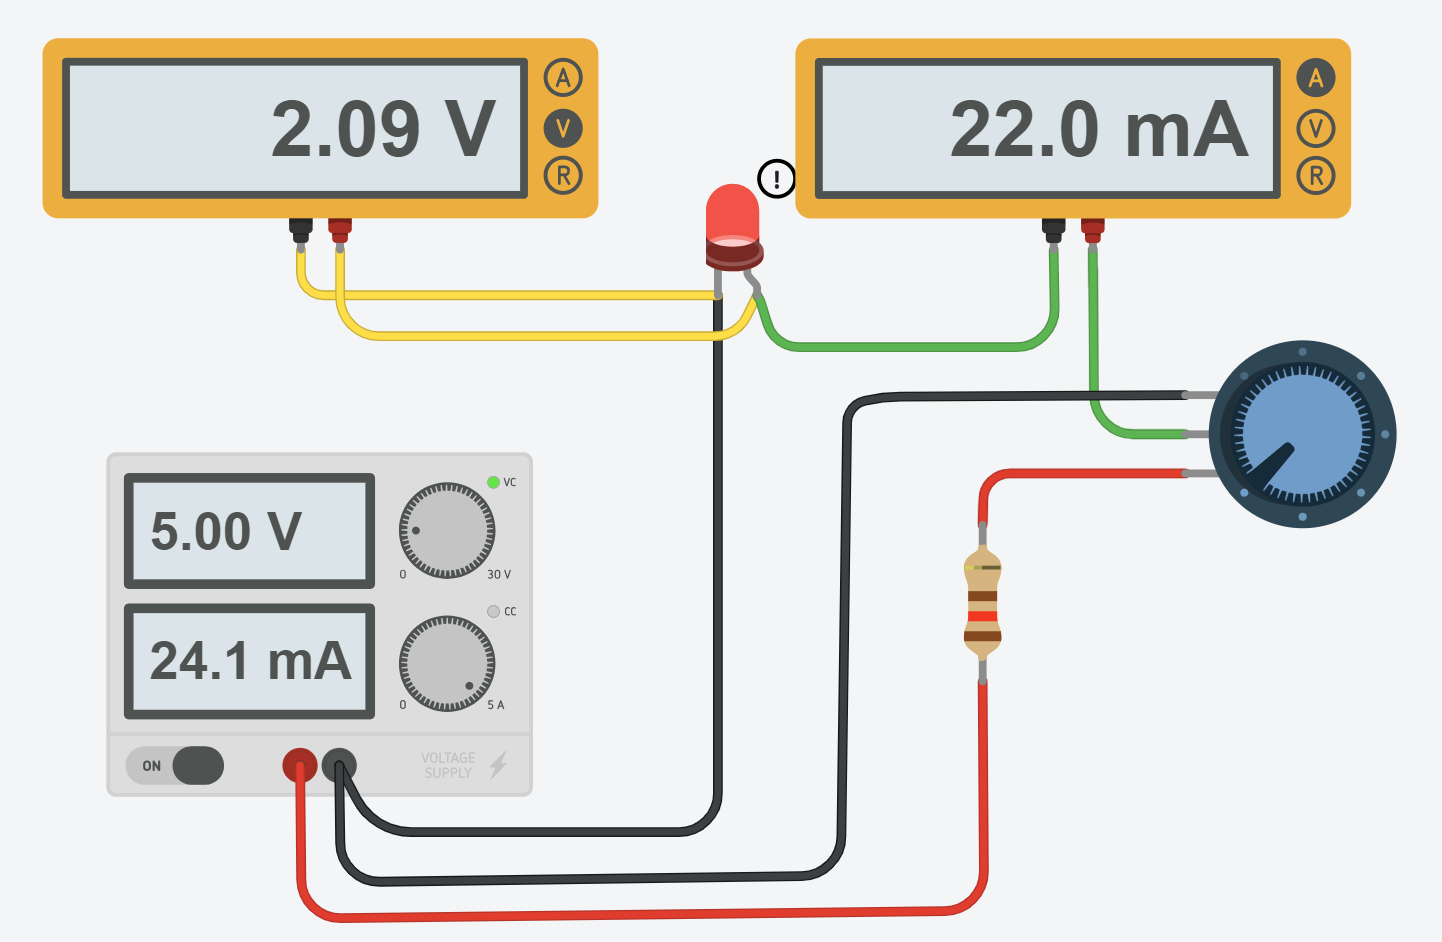 2.09 V
A
V
R
!
22.0 mA
A
V
R
5.00 V
VC
0
30 V
24.1 mA
CC
0
5 A
ON
VOLTAGE
SUPPLY